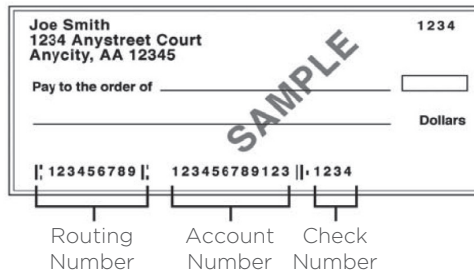 Joe Smith 1234
1234 Anystreet Court
Anycity, AA 12345
SAMPLE
Pay to the order of
Dollars
⑆123456789⑆ 123456789123⑈ 1234
Routing Number
Account Number
Check Number